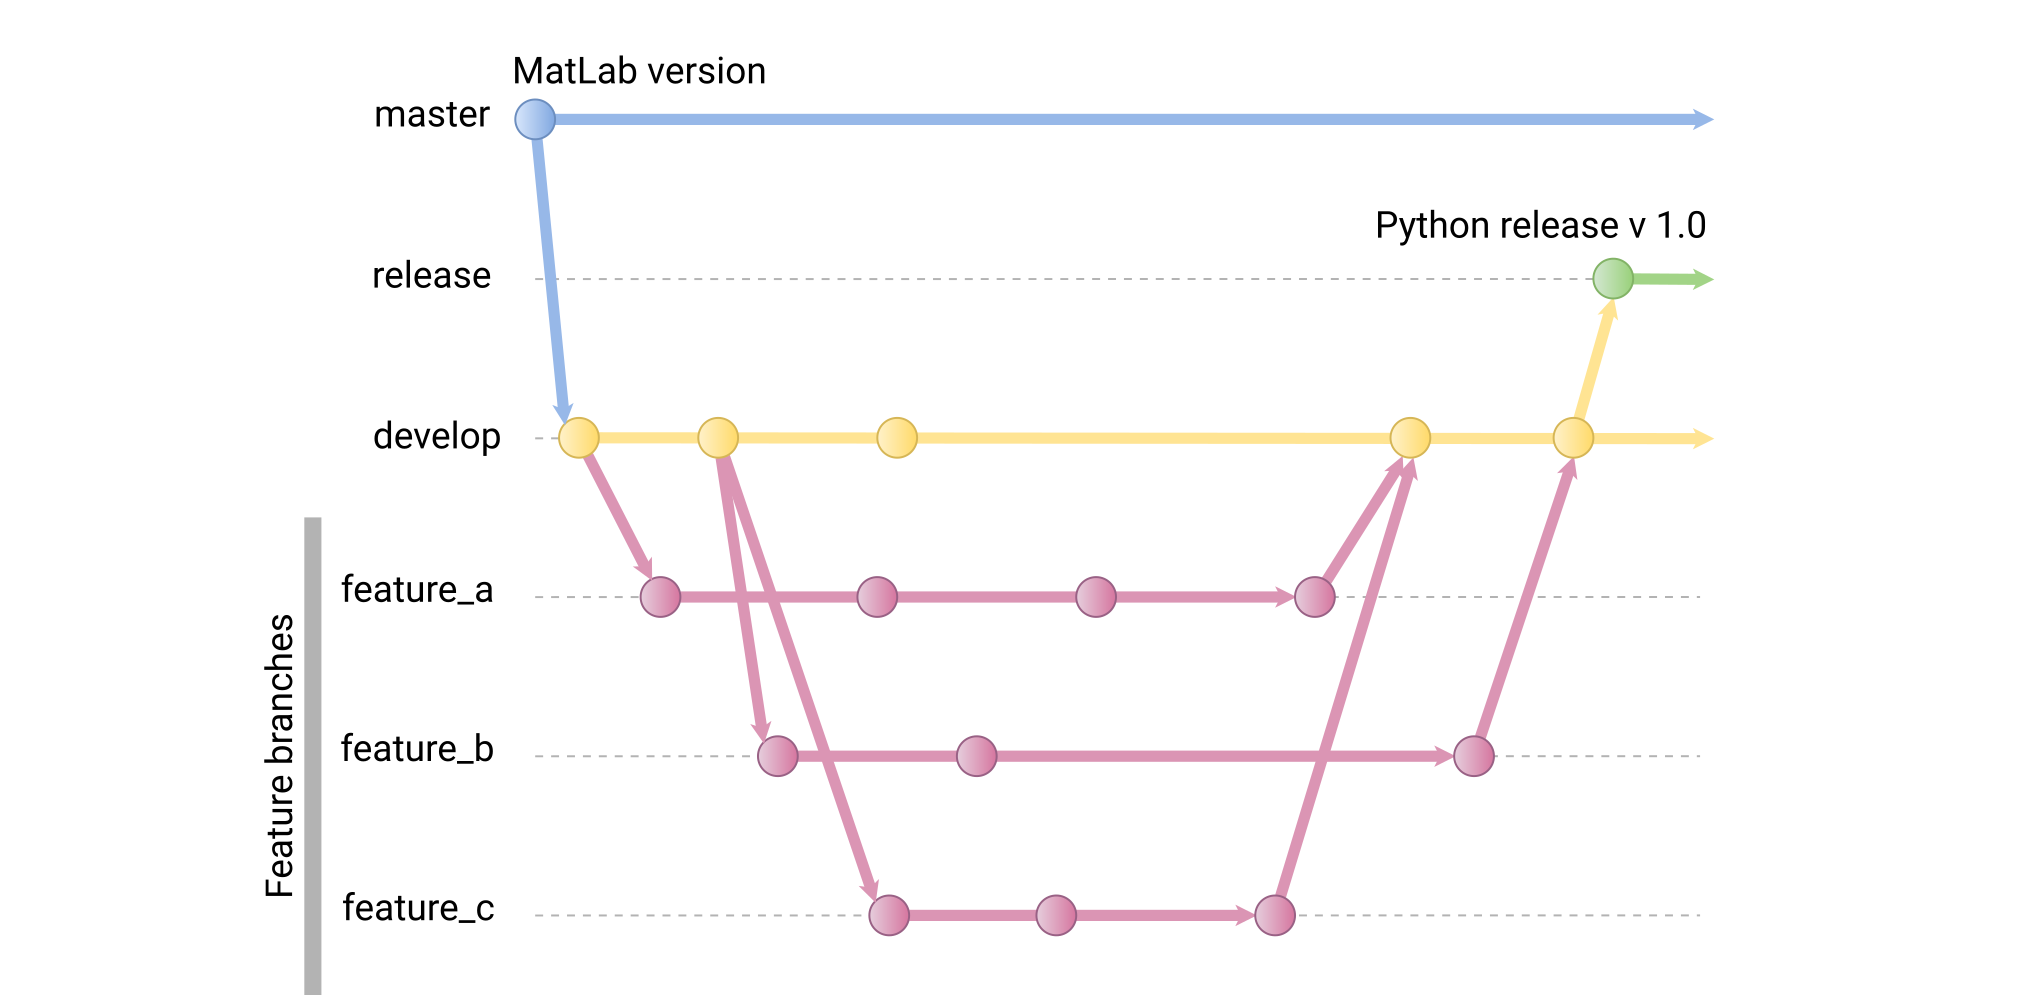 MatLab version
master
Python release v 1.0
release
develop
feature_a
Feature branches
feature_b
feature_c